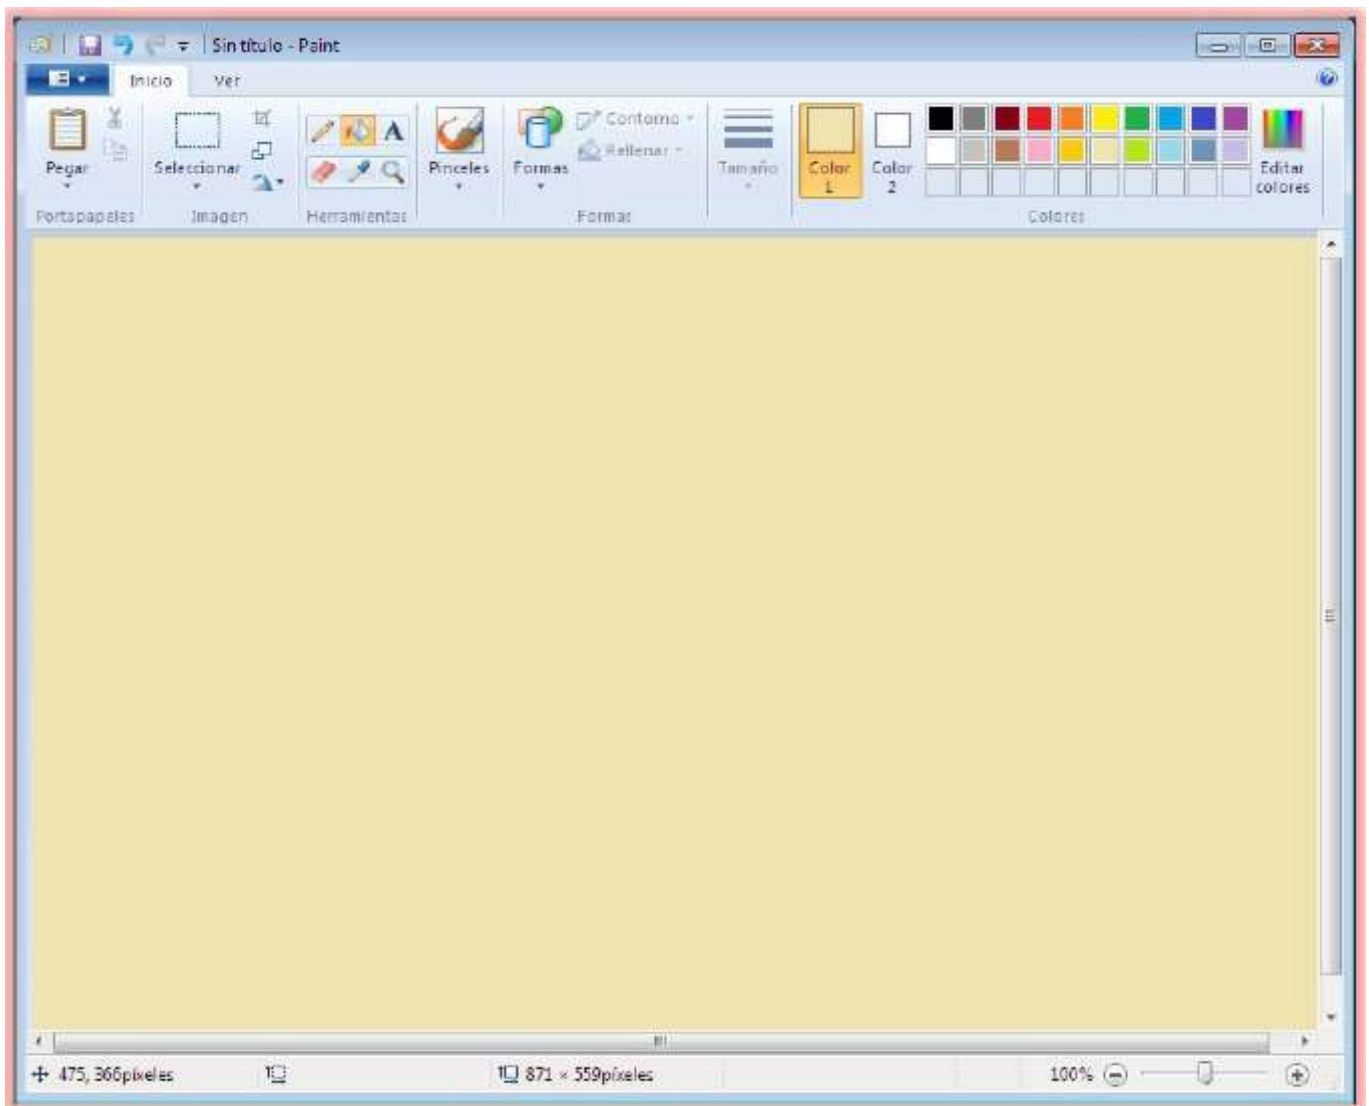 Sin título - Paint
Inicio Ver
Pegar
Seleccionar
A
Pinceles
Formas
Contorno
Rellenar
Tamaño
Color 1
Color 2
Editar colores
Portapapeles Imagen Herramientas Formas Colores
475, 366píxeles 871 × 559píxeles 100%